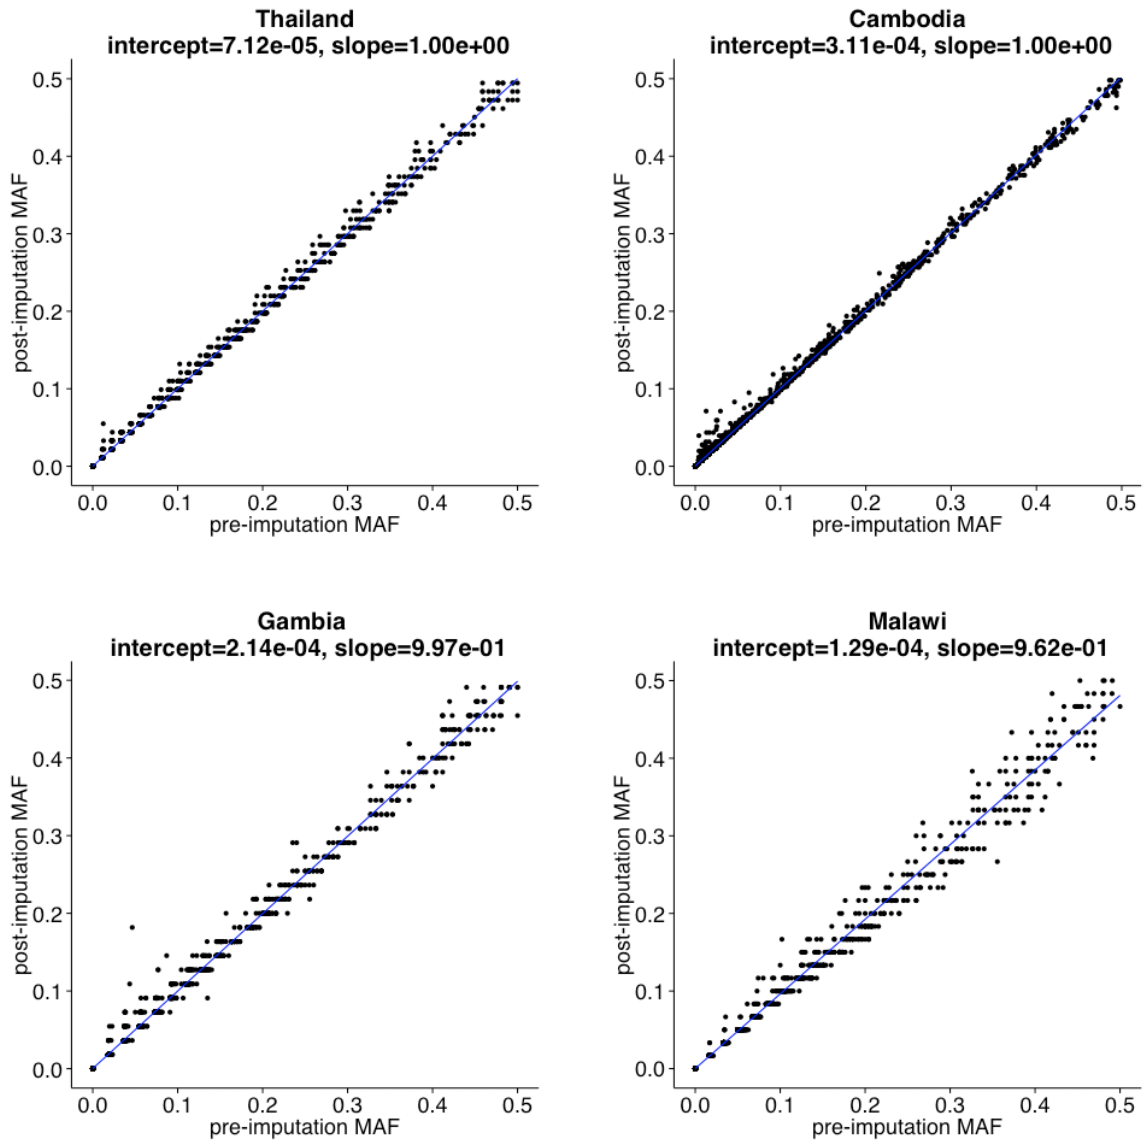 Thailand
intercept=7.12e-05, slope=1.00e+00
0.5
0.4
0.3
0.2
0.1
0.0
post-imputation MAF
0.0 0.1 0.2 0.3 0.4 0.5
pre-imputation MAF
Cambodia
intercept=3.11e-04, slope=1.00e+00
0.5
0.4
0.3
0.2
0.1
0.0
post-imputation MAF
0.0 0.1 0.2 0.3 0.4 0.5
pre-imputation MAF
Gambia
intercept=2.14e-04, slope=9.97e-01
0.5
0.4
0.3
0.2
0.1
0.0
post-imputation MAF
0.0 0.1 0.2 0.3 0.4 0.5
pre-imputation MAF
Malawi
intercept=1.29e-04, slope=9.62e-01
0.5
0.4
0.3
0.2
0.1
0.0
post-imputation MAF
0.0 0.1 0.2 0.3 0.4 0.5
pre-imputation MAF